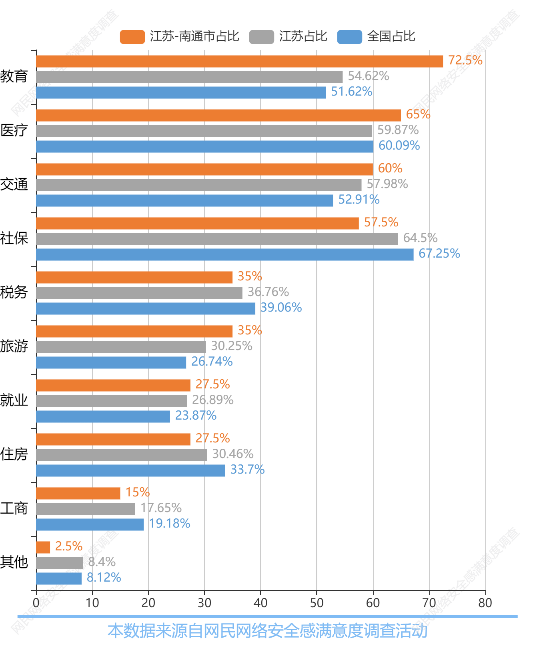 江苏-南通市占比 江苏占比 全国占比
教育 72.5% 54.62% 51.62%
医疗 65% 59.87% 60.09%
交通 60% 57.98% 52.91%
社保 57.5% 64.5% 67.25%
税务 35% 36.76% 39.06%
旅游 35% 30.25% 26.74%
就业 27.5% 26.89% 23.87%
住房 27.5% 30.46% 33.7%
工商 15% 17.65% 19.18%
其他 2.5% 8.4% 8.12%
0 10 20 30 40 50 60 70 80
本数据来源自网民网络安全感满意度调查活动